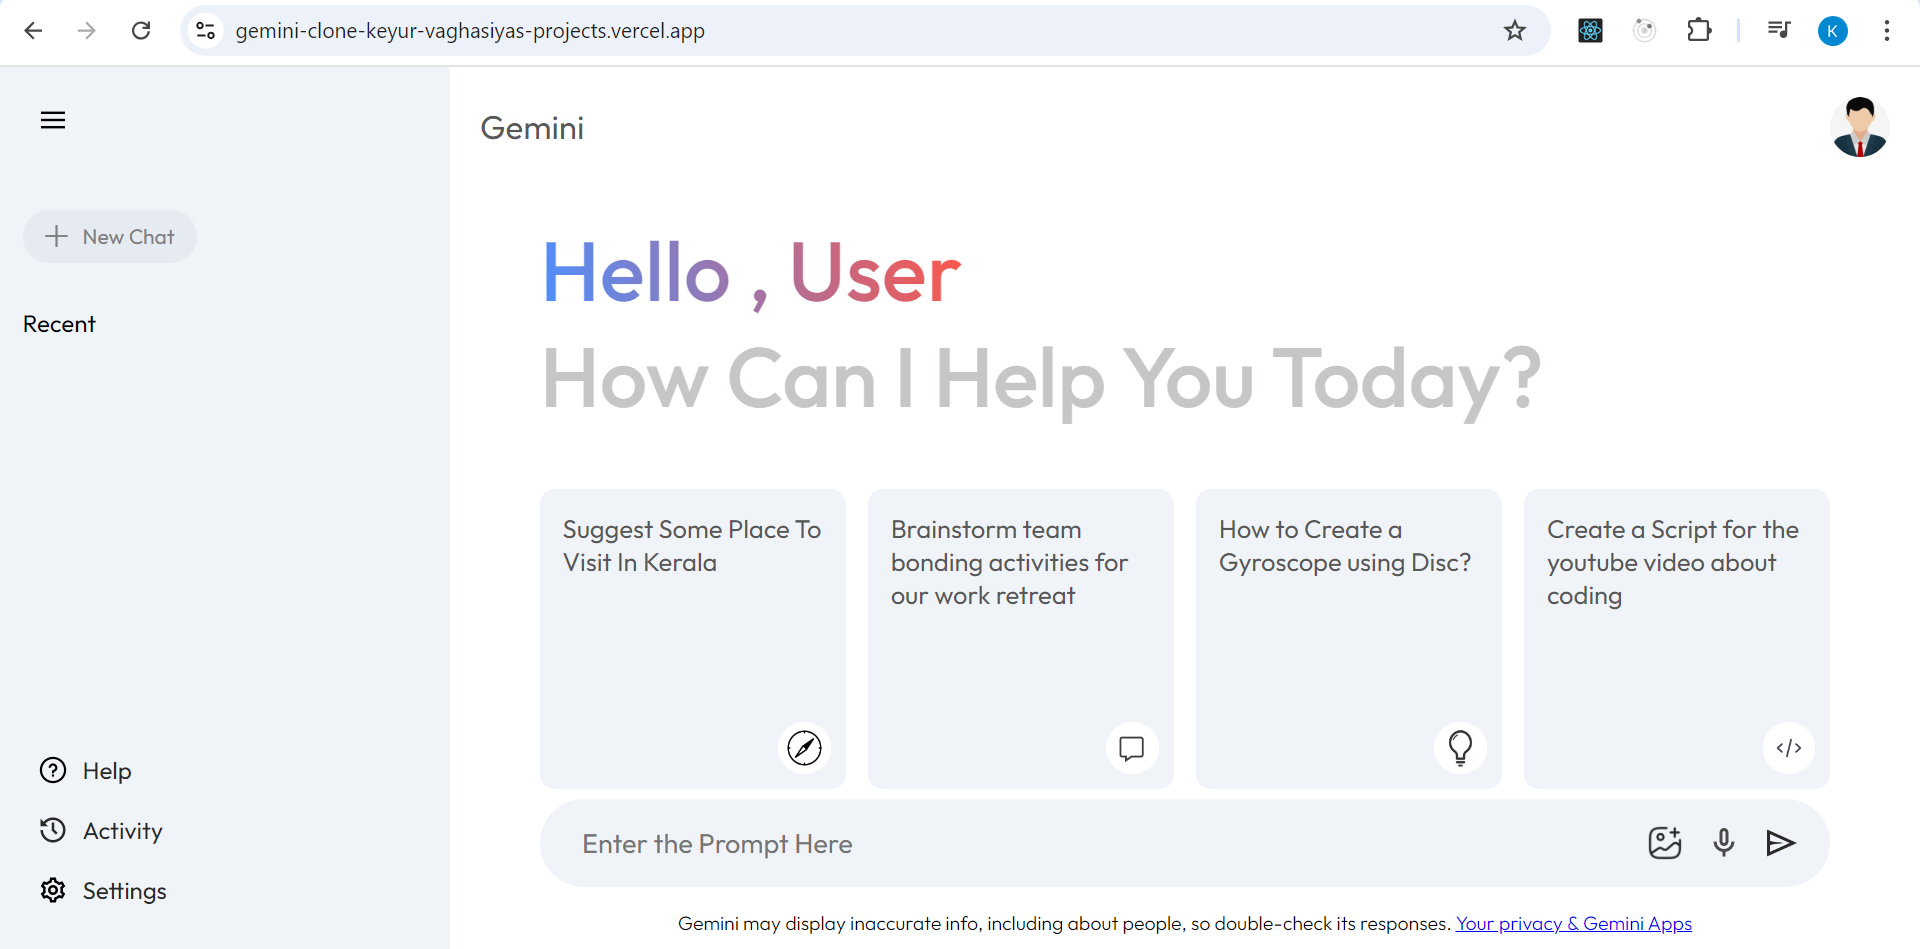 gemini-clone-keyur-vaghasiyas-projects.vercel.app
K
Gemini
New Chat
Recent
Hello , User
How Can I Help You Today?
Suggest Some Place To
Visit In Kerala
Brainstorm team
bonding activities for
our work retreat
How to Create a
Gyroscope using Disc?
Create a Script for the
youtube video about
coding
Help
Activity
Settings
Enter the Prompt Here
Gemini may display inaccurate info, including about people, so double-check its responses. Your privacy & Gemini Apps